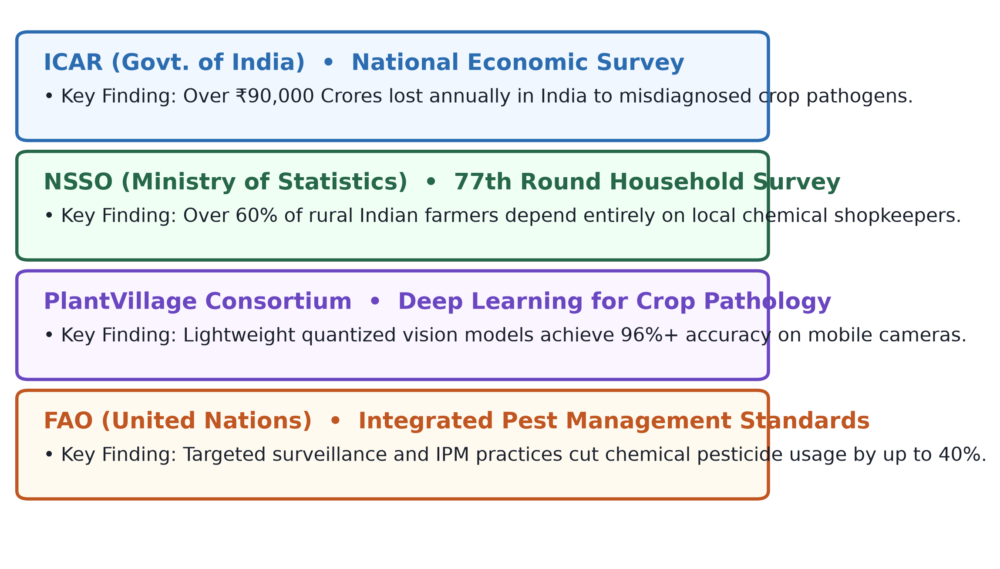 ICAR (Govt. of India) • National Economic Survey
• Key Finding: Over ₹90,000 Crores lost annually in India to misdiagnosed crop pathogens.
NSSO (Ministry of Statistics) • 77th Round Household Survey
• Key Finding: Over 60% of rural Indian farmers depend entirely on local chemical shopkeepers.
PlantVillage Consortium • Deep Learning for Crop Pathology
• Key Finding: Lightweight quantized vision models achieve 96%+ accuracy on mobile cameras.
FAO (United Nations) • Integrated Pest Management Standards
• Key Finding: Targeted surveillance and IPM practices cut chemical pesticide usage by up to 40%.